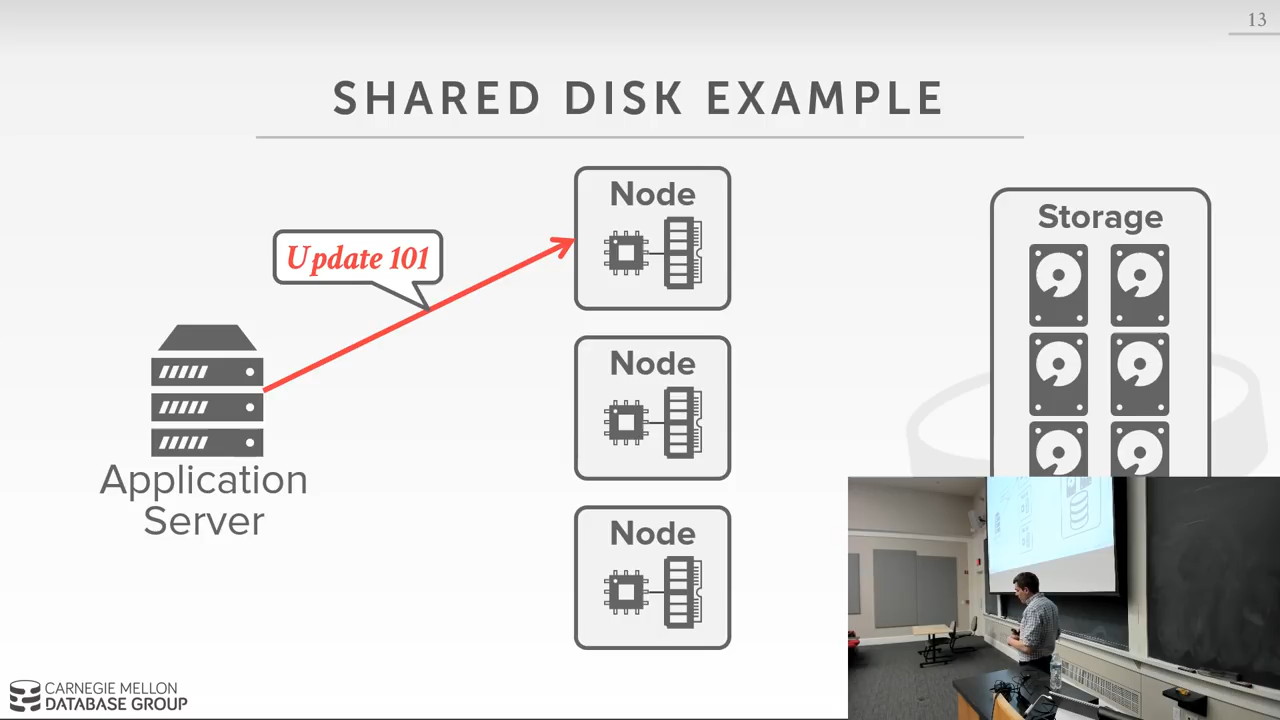 13
SHARED DISK EXAMPLE
Node
Storage
Update 101
Node
Application
Server
Node
CARNEGIE MELLON
DATABASE GROUP